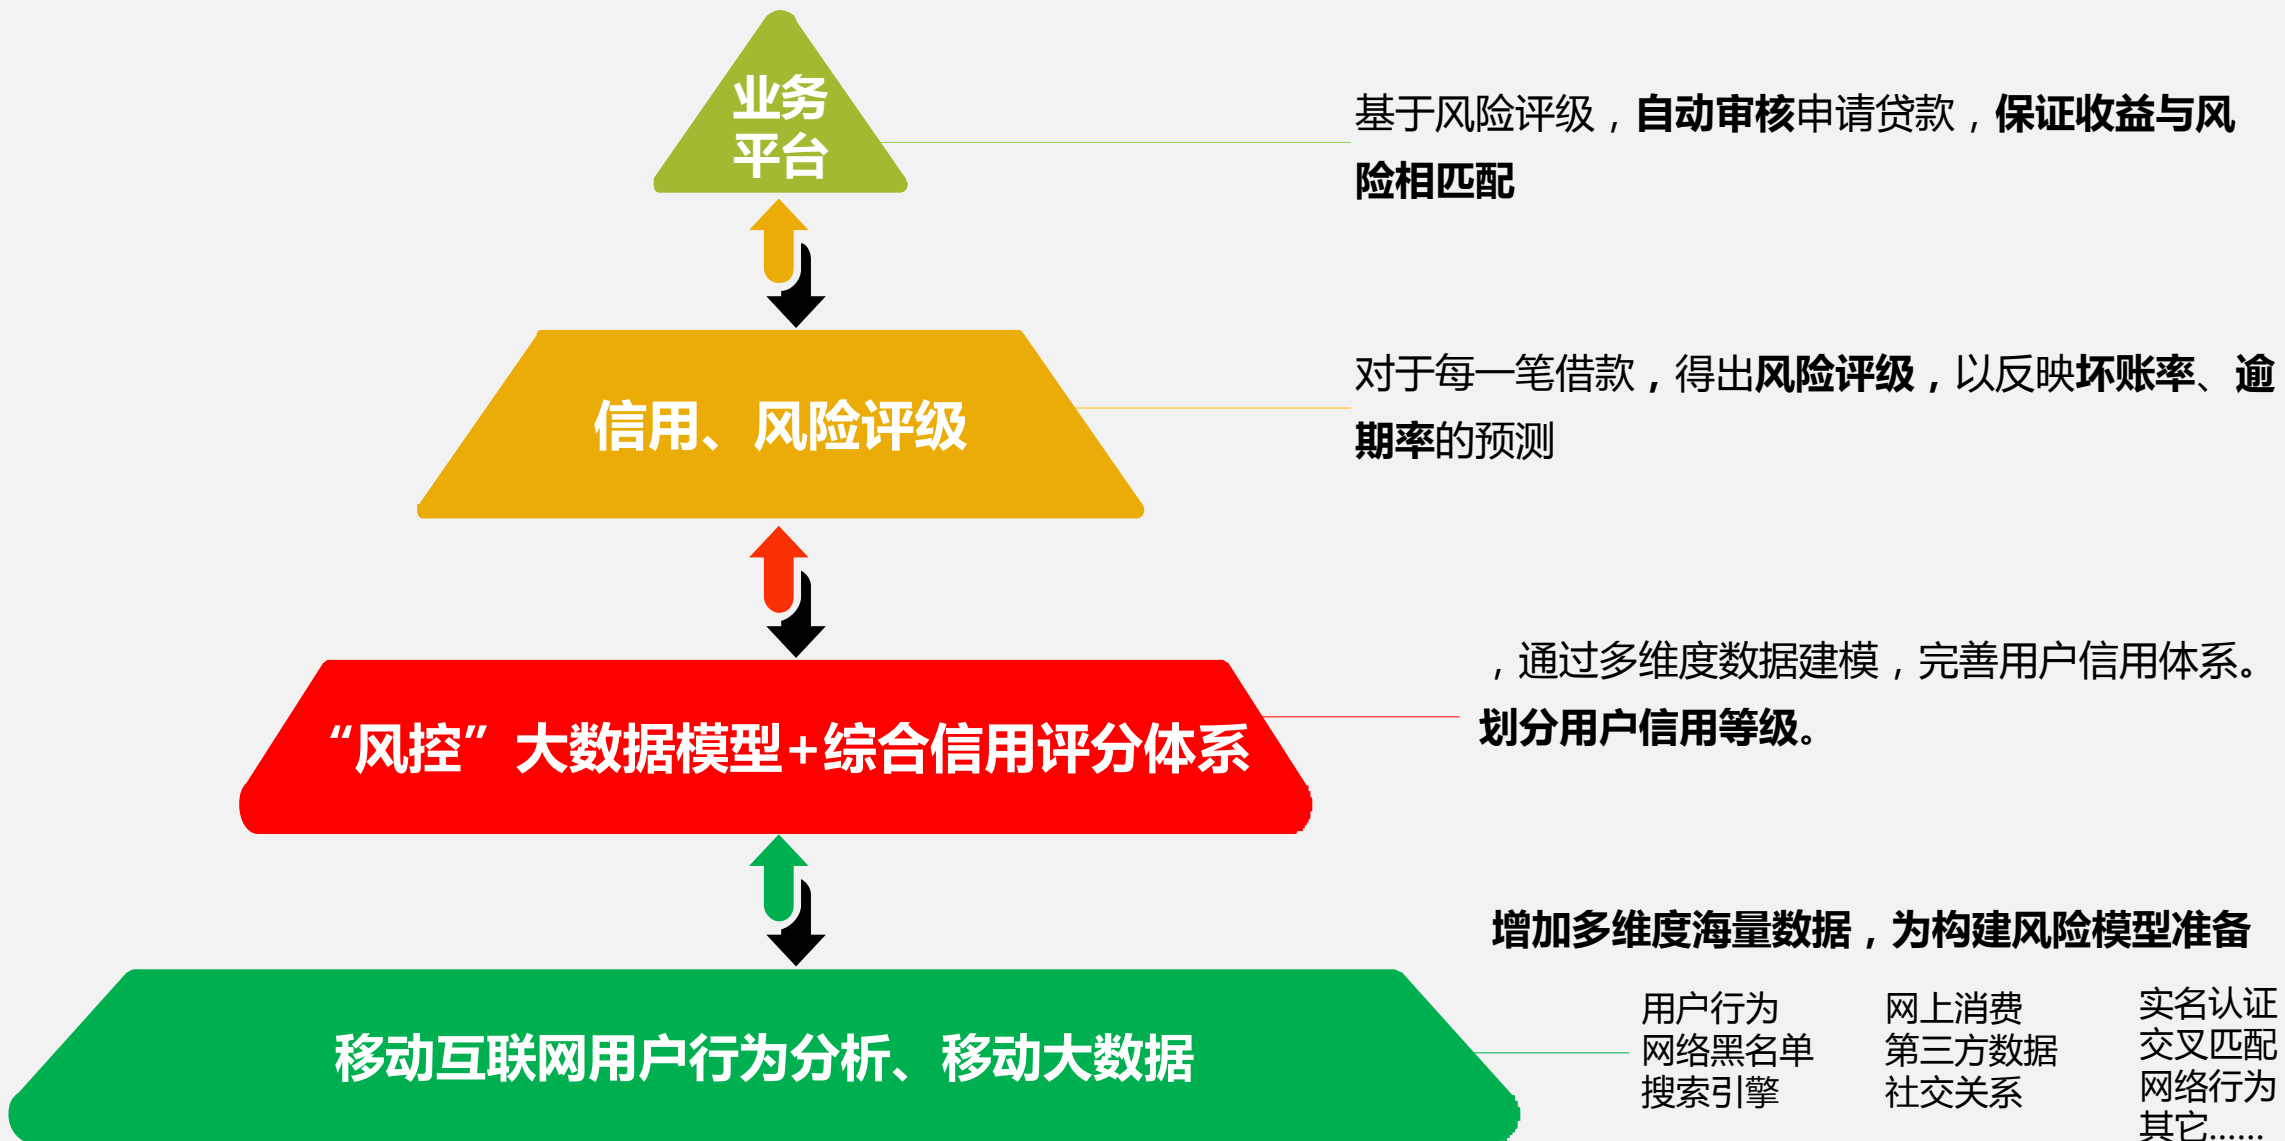 业务
平台
基于风险评级，自动审核申请贷款，保证收益与风
险相匹配
信用、风险评级
对于每一笔借款，得出风险评级，以反映坏账率、逾
期率的预测
“风控”大数据模型+综合信用评分体系
，通过多维度数据建模，完善用户信用体系。
划分用户信用等级。
移动互联网用户行为分析、移动大数据
增加多维度海量数据，为构建风险模型准备
用户行为
网络黑名单
搜索引擎
网上消费
第三方数据
社交关系
实名认证
交叉匹配
网络行为
其它......